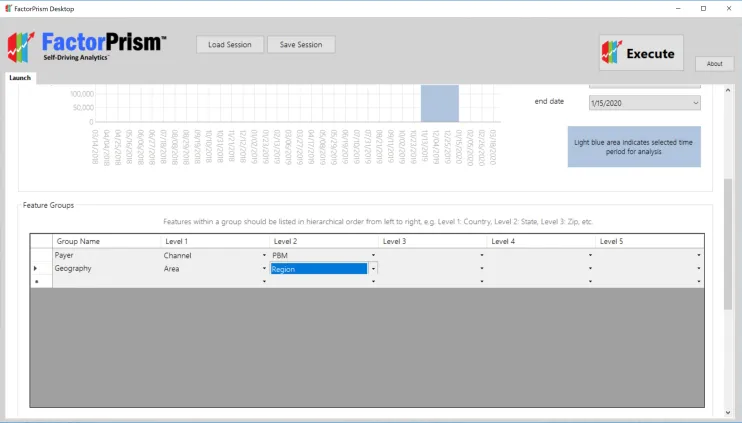 FactorPrism Desktop
FactorPrism™
Self-Driving Analytics
Load Session
Save Session
Execute
About
Launch
100,000
50,000
0
end date
1/15/2020
Light blue area indicates selected time
period for analysis
Feature Groups
Features within a group should be listed in hierarchical order from left to right, e.g. Level 1: Country, Level 2: State, Level 3: Zip, etc.
Group Name Level 1 Level 2 Level 3 Level 4 Level 5
Payer Channel PBM
Geography Area Region